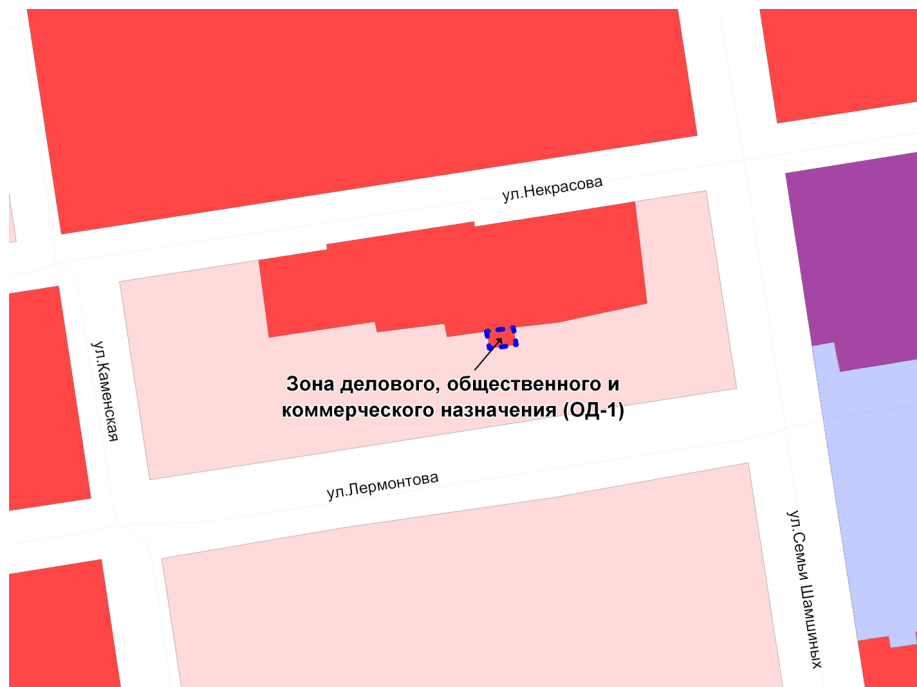 ул.Некрасова
ул.Каменская
Зона делового, общественного и
коммерческого назначения (ОД-1)
ул.Лермонтова
ул.Семьи Шамшиных